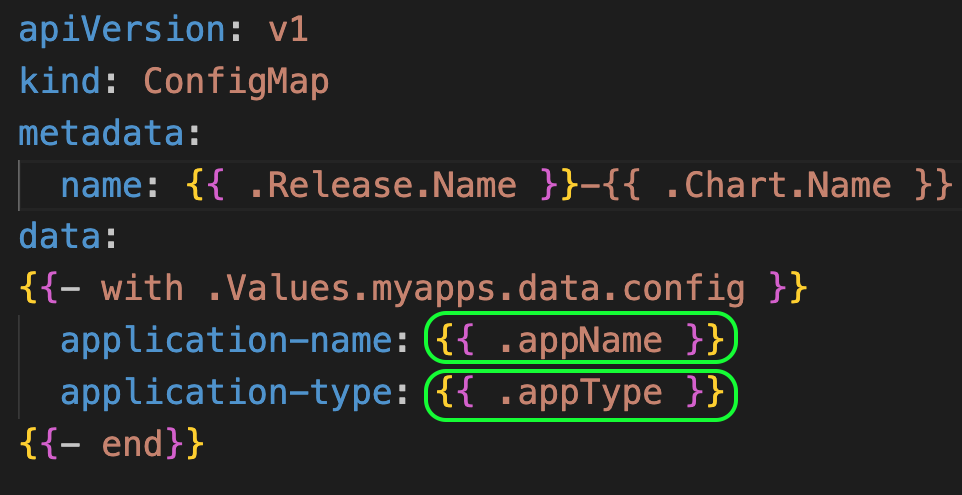 apiVersion: v1
kind: ConfigMap
metadata:
  name: {{ .Release.Name }}-{{ .Chart.Name }}
data:
{{- with .Values.myapps.data.config }}
  application-name: {{ .appName }}
  application-type: {{ .appType }}
{{- end}}